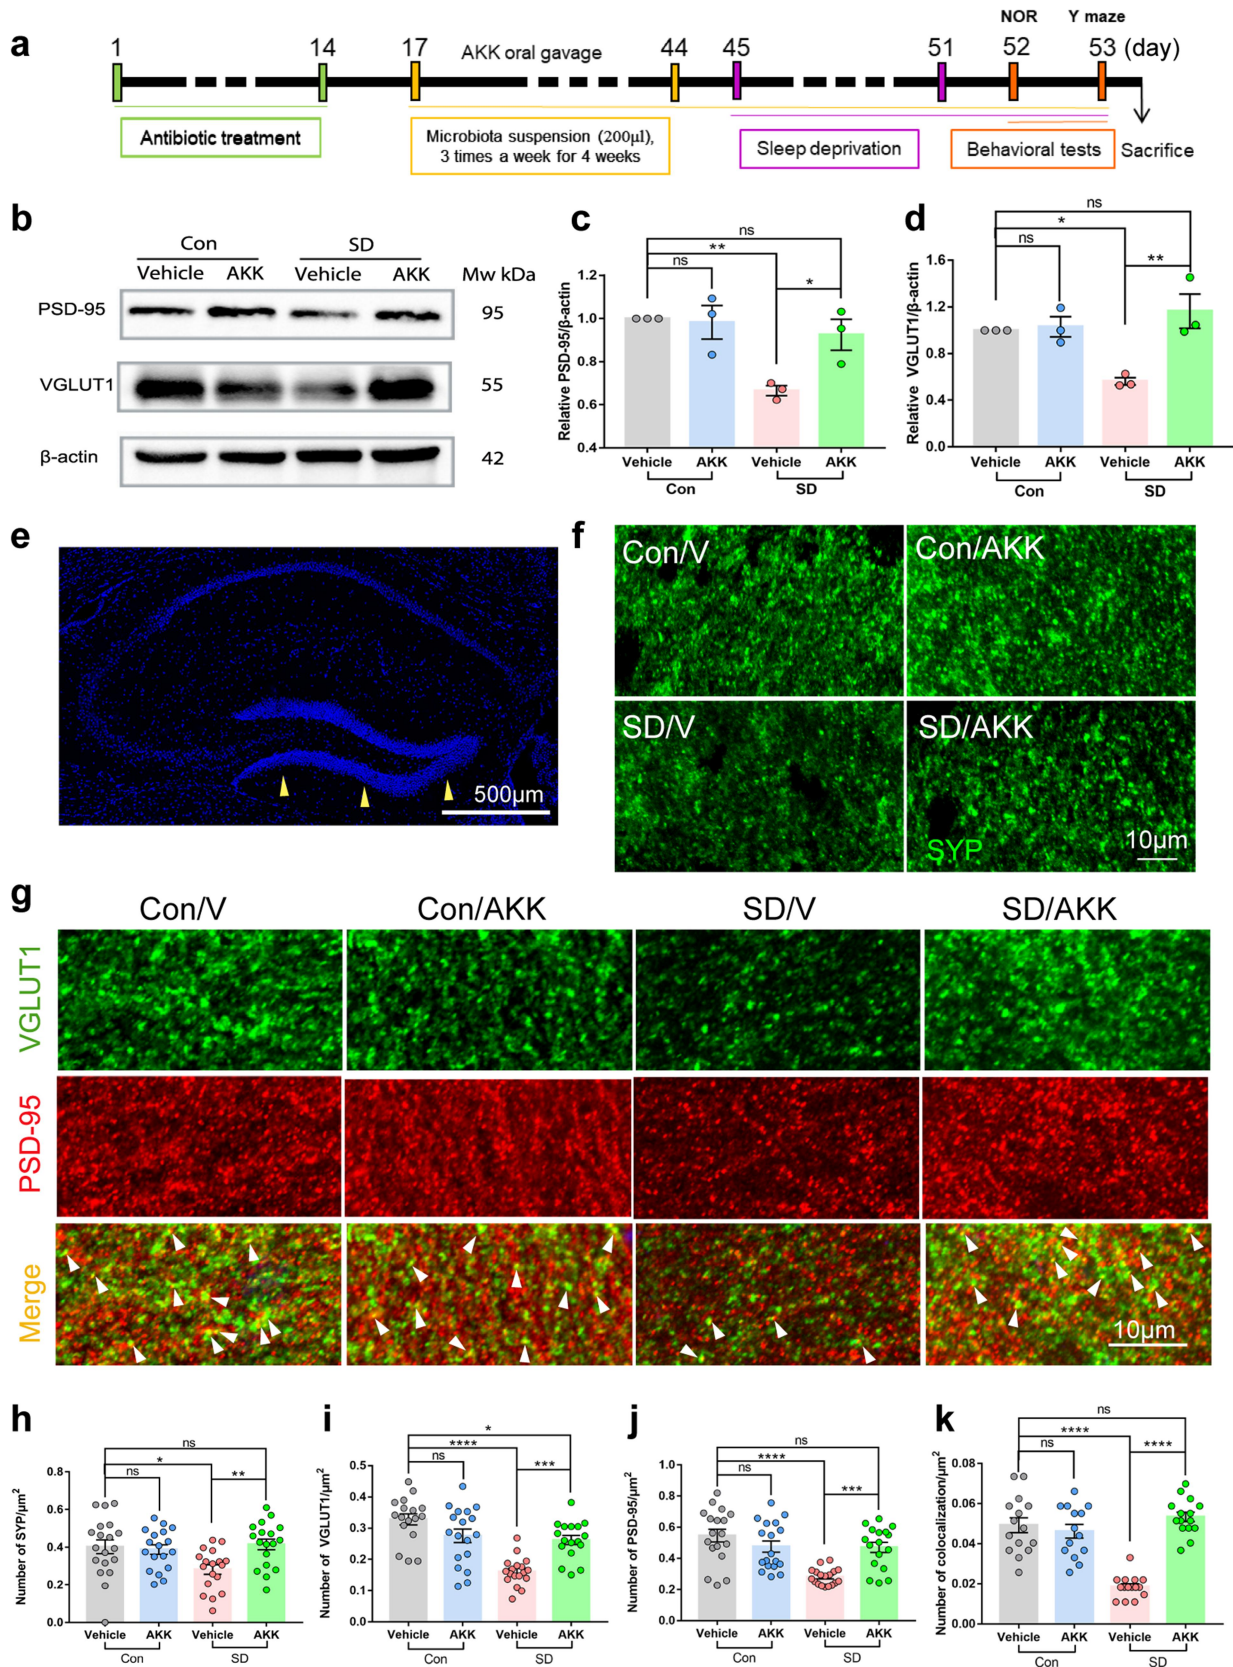 a
NOR Y maze
1 14 17 AKK oral gavage 44 45 51 52 53 (day)
Antibiotic treatment
Microbiota suspension (200µl),
3 times a week for 4 weeks
Sleep deprivation
Behavioral tests
Sacrifice
b
Con SD
Vehicle AKK Vehicle AKK Mw kDa
PSD-95 95
VGLUT1 55
β-actin 42
c
Relative PSD-95/β-actin
ns
**
ns
*
1.2
1.0
0.8
0.6
0.4
Vehicle AKK Vehicle AKK
Con SD
d
Relative VGLUT1/β-actin
ns
*
ns
**
1.6
1.2
0.8
0.4
0.0
Vehicle AKK Vehicle AKK
Con SD
e
500µm
f
Con/V Con/AKK
SD/V SD/AKK
SYP
10µm
g
Con/V Con/AKK SD/V SD/AKK
VGLUT1
PSD-95
Merge
10µm
h
Number of SYP/µm²
ns
*
ns
**
0.8
0.6
0.4
0.2
0.0
Vehicle AKK Vehicle AKK
Con SD
i
Number of VGLUT1/µm²
*
****
ns
***
0.5
0.4
0.3
0.2
0.1
0.0
Vehicle AKK Vehicle AKK
Con SD
j
Number of PSD-95/µm²
ns
****
ns
***
1.0
0.8
0.6
0.4
0.2
0.0
Vehicle AKK Vehicle AKK
Con SD
k
Number of colocalization/µm²
ns
****
ns
****
0.08
0.06
0.04
0.02
0.00
Vehicle AKK Vehicle AKK
Con SD